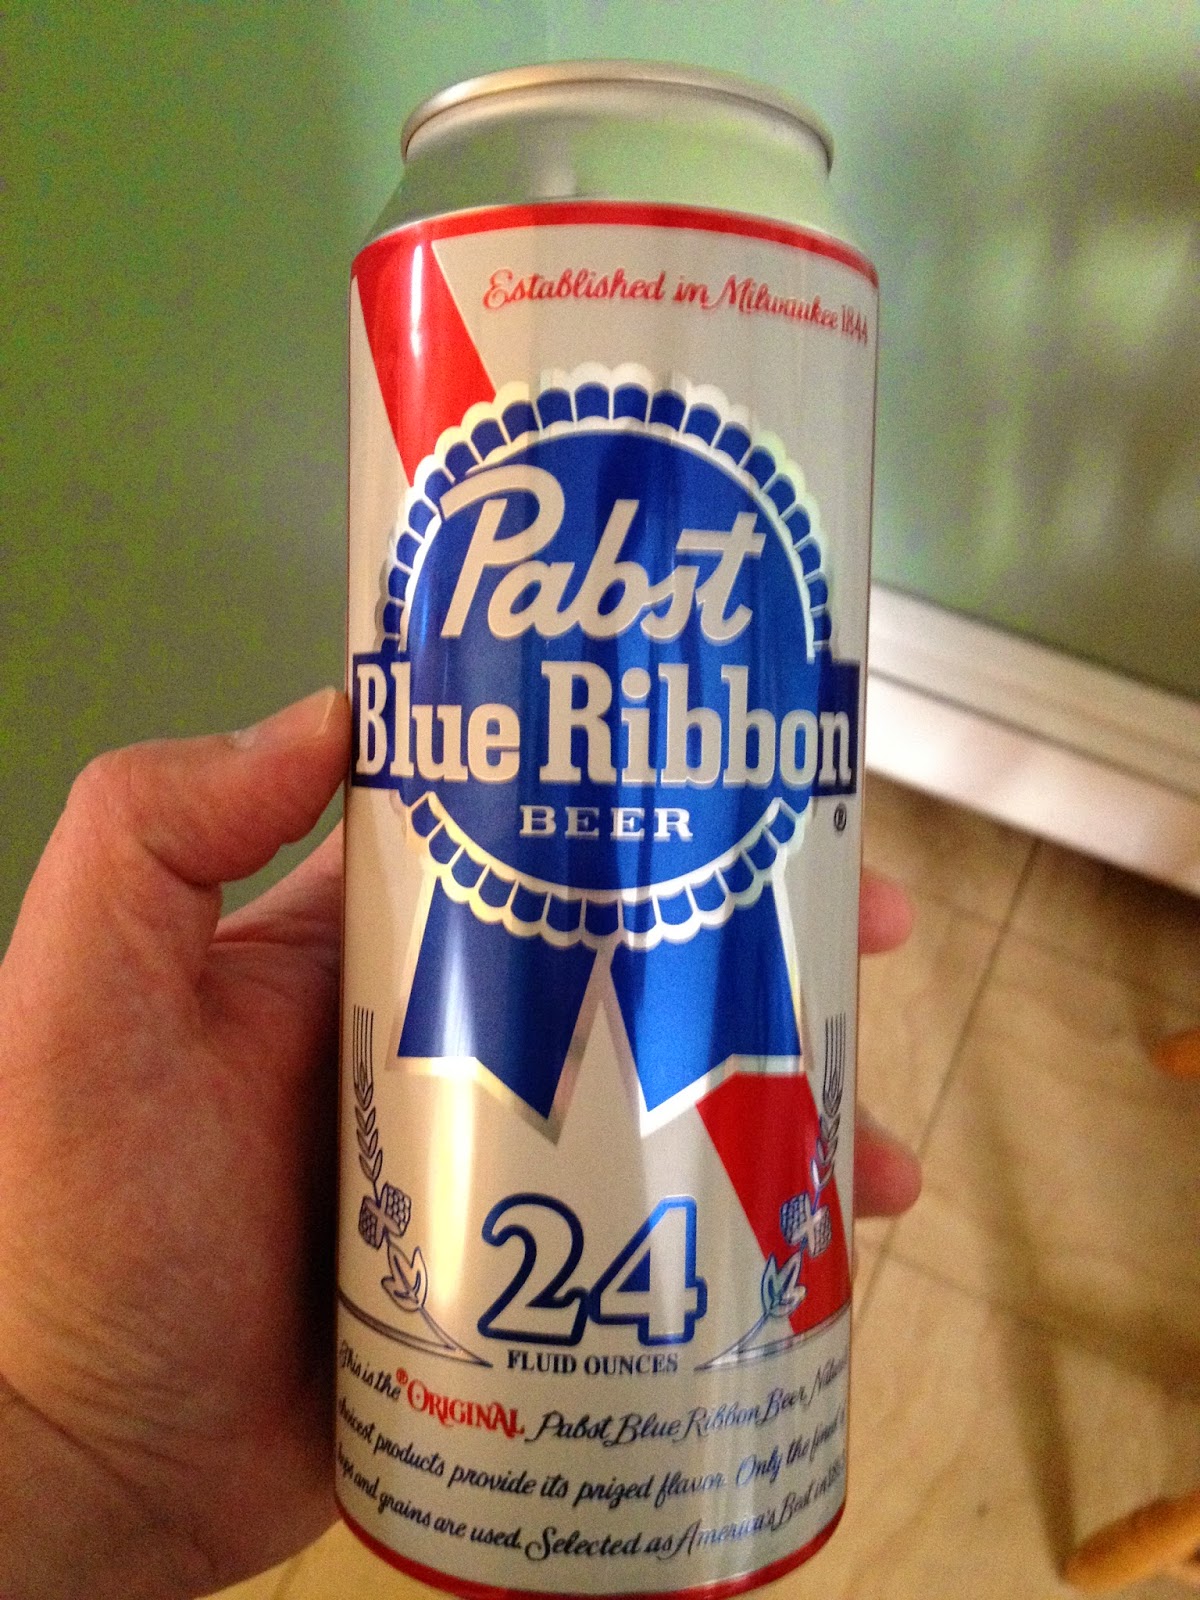 Established in Milwaukee 1844
Pabst
Blue Ribbon
®
BEER
24
FLUID OUNCES
This is the ®ORIGINAL Pabst Blue Ribbon Beer.
choicest products provide its prized flavor. Only the finest
hops and grains are used. Selected as America's Best in